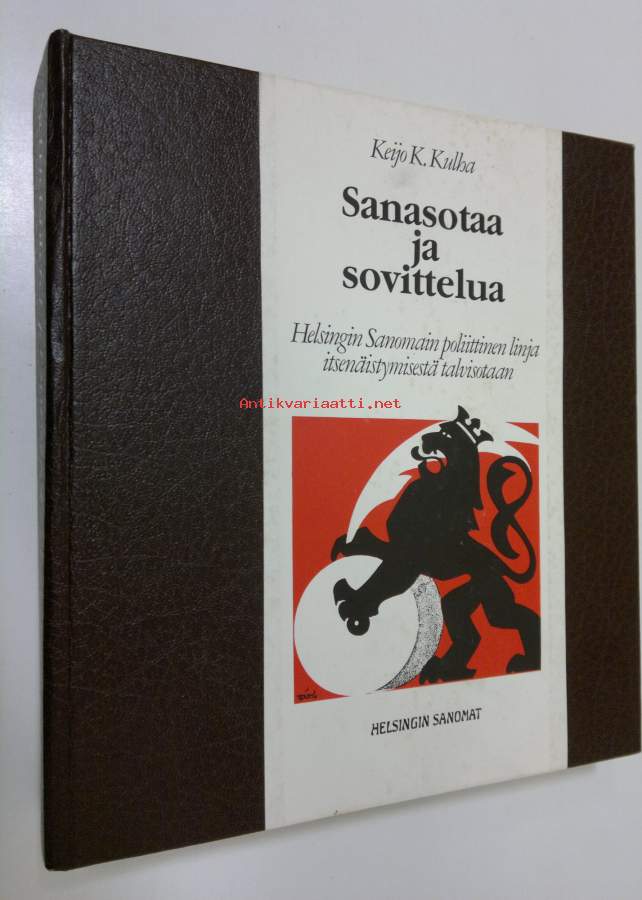 Keijo K. Kulha
Sanasotaa
ja
sovittelua
Helsingin Sanomain poliittinen linja
itsenäistymisestä talvisotaan
Antikvariaatti.net
HELSINGIN SANOMAT